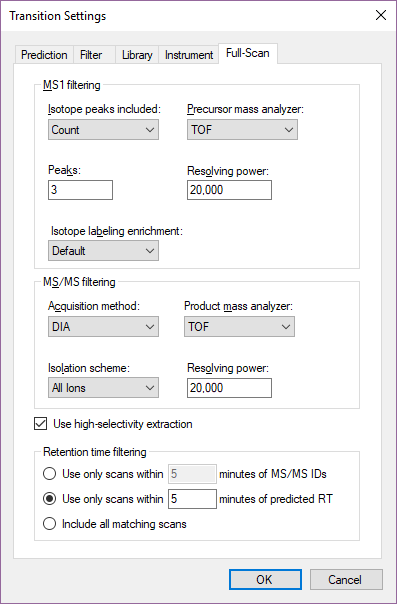 Transition Settings
Prediction Filter Library Instrument Full-Scan
MS1 filtering
Isotope peaks included: Precursor mass analyzer:
Count TOF
Peaks: Resolving power:
3 20,000
Isotope labeling enrichment:
Default
MS/MS filtering
Acquisition method: Product mass analyzer:
DIA TOF
Isolation scheme: Resolving power:
All Ions 20,000
Use high-selectivity extraction
Retention time filtering
Use only scans within 5 minutes of MS/MS IDs
Use only scans within 5 minutes of predicted RT
Include all matching scans
OK Cancel